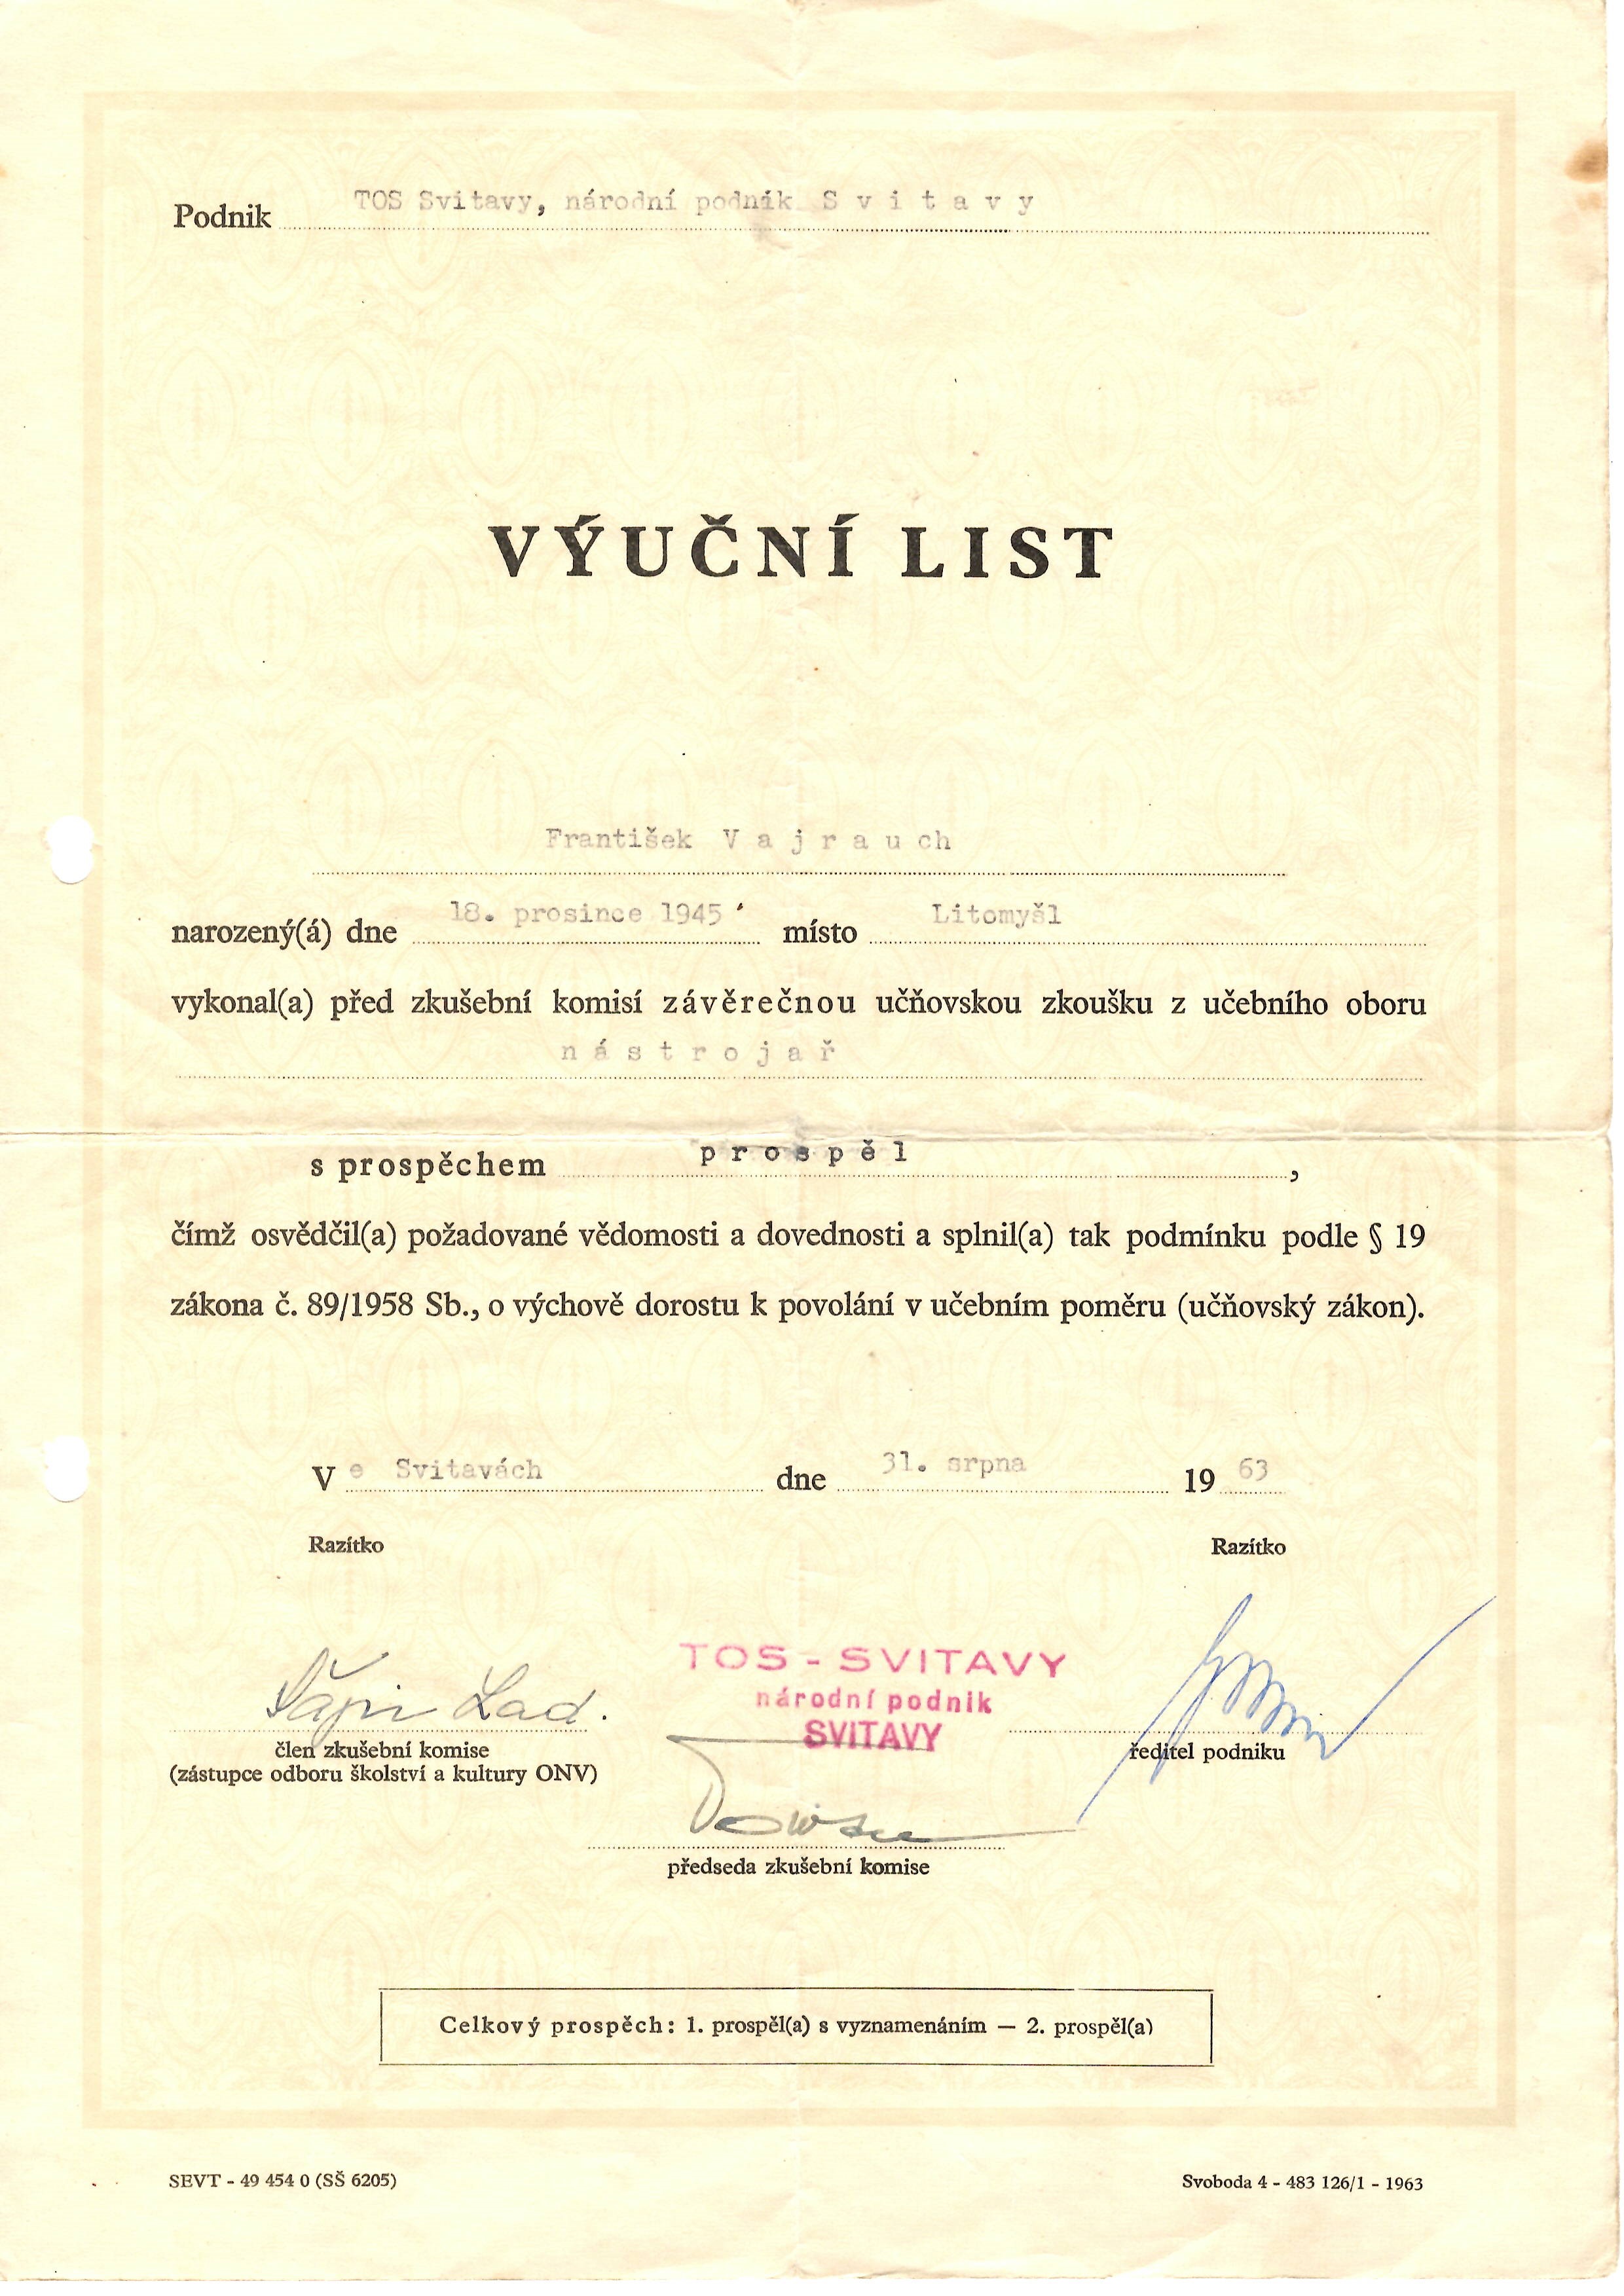 Podnik TOS Svitavy, národní podnik S v i t a v y
VÝUČNÍ LIST
František V a j r a u ch
narozený(á) dne 18. prosince 1945 místo Litomyšl
vykonal(a) před zkušební komisí závěrečnou učňovskou zkoušku z učebního oboru
n á s t r o j a ř
s prospěchem p r o s p ě l ,
čímž osvědčil(a) požadované vědomosti a dovednosti a splnil(a) tak podmínku podle § 19
zákona č. 89/1958 Sb., o výchově dorostu k povolání v učebním poměru (učňovský zákon).
V e Svitavách dne 31. srpna 19 63
Razítko Razítko
TOS - SVITAVY
národní podnik
SVITAVY
Lad.
člen zkušební komise
(zástupce odboru školství a kultury ONV)
ředitel podniku
předseda zkušební komise
Celkový prospěch: 1. prospěl(a) s vyznamenáním — 2. prospěl(a)
SEVT - 49 454 0 (SŠ 6205) Svoboda 4 - 483 126/1 - 1963